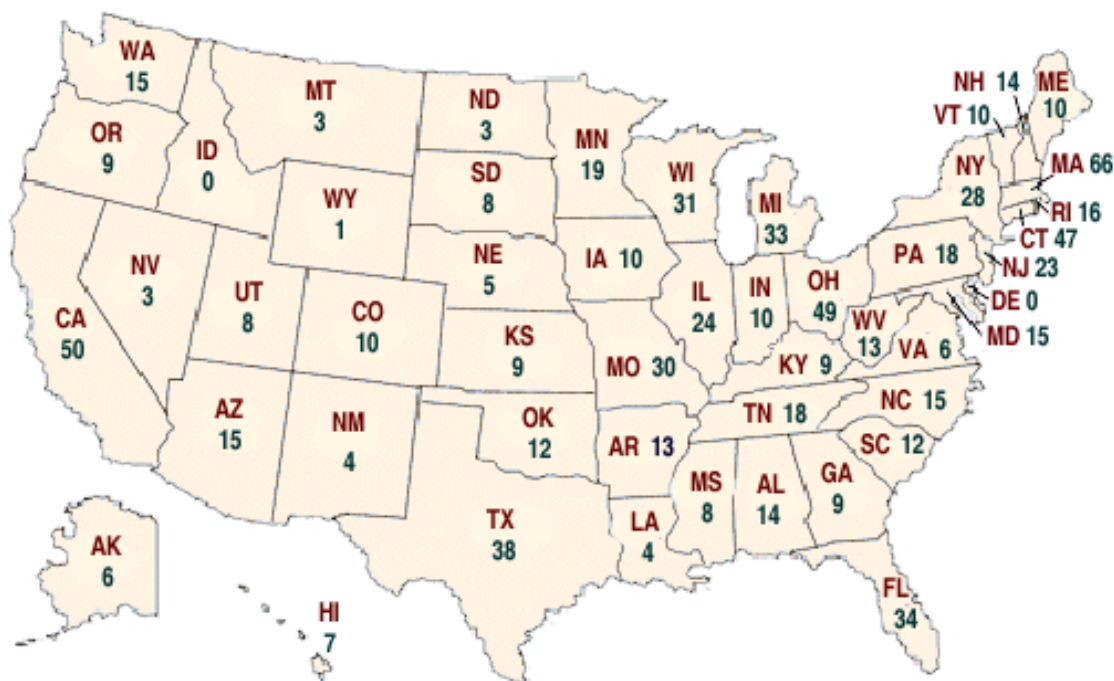 WA
15
MT
3
ND
3
MN
19
NH 14
ME
10
VT 10
OR
9
ID
0
WY
1
SD
8
WI
31
MI
33
NY
28
MA 66
RI 16
CT 47
NV
3
UT
8
NE
5
IA 10
PA 18
NJ 23
CA
50
CO
10
KS
9
IL
24
IN
10
OH
49
DE 0
WV
13
MD 15
VA 6
MO 30
KY 9
AZ
15
NM
4
OK
12
AR 13
TN 18
NC 15
SC 12
MS
8
AL
14
GA
9
TX
38
LA
4
AK
6
HI
7
FL
34